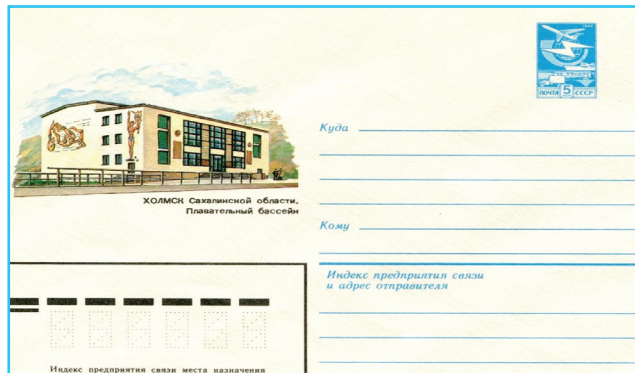 ПОЧТА 5 СССР
Куда
ХОЛМСК Сахалинской области.
Плавательный бассейн
Кому
Индекс предприятия связи
и адрес отправителя
Индекс предприятия связи места назначения